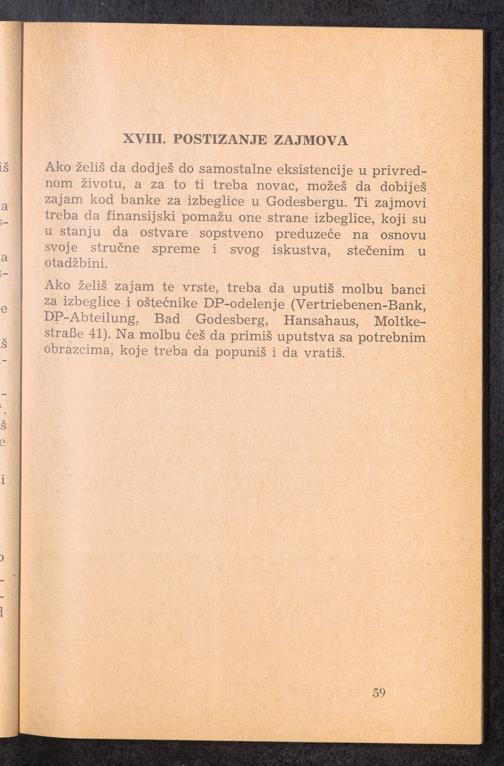 XVIII. POSTIZANJE ZAJMOVA
Ako želiš da dodješ do samostalne eksistencije u privred-
nom životu, a za to ti treba novac, možeš da dobiješ
zajam kod banke za izbeglice u Godesbergu. Ti zajmovi
treba da finansijski pomažu one strane izbeglice, koji su
u stanju da ostvare sopstveno preduzeće na osnovu
svoje stručne spreme i svog iskustva, stečenim u
otadžbini.
Ako želiš zajam te vrste, treba da uputiš molbu banci
za izbeglice i oštećnike DP-odelenje (Vertriebenen-Bank,
DP-Abteilung, Bad Godesberg, Hansahaus, Moltke-
straße 41). Na molbu ćeš da primiš uputstva sa potrebnim
obrazcima, koje treba da popuniš i da vratiš.
59